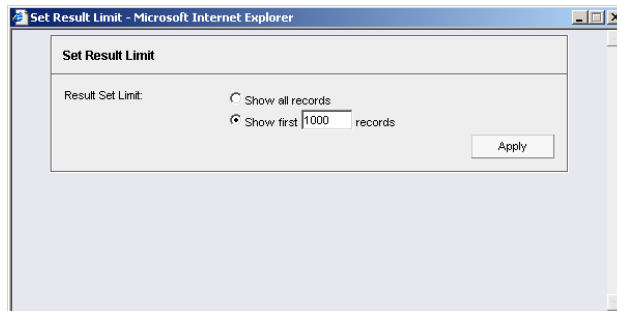 Set Result Limit - Microsoft Internet Explorer
Set Result Limit
Result Set Limit:
Show all records
Show first 1000 records
Apply